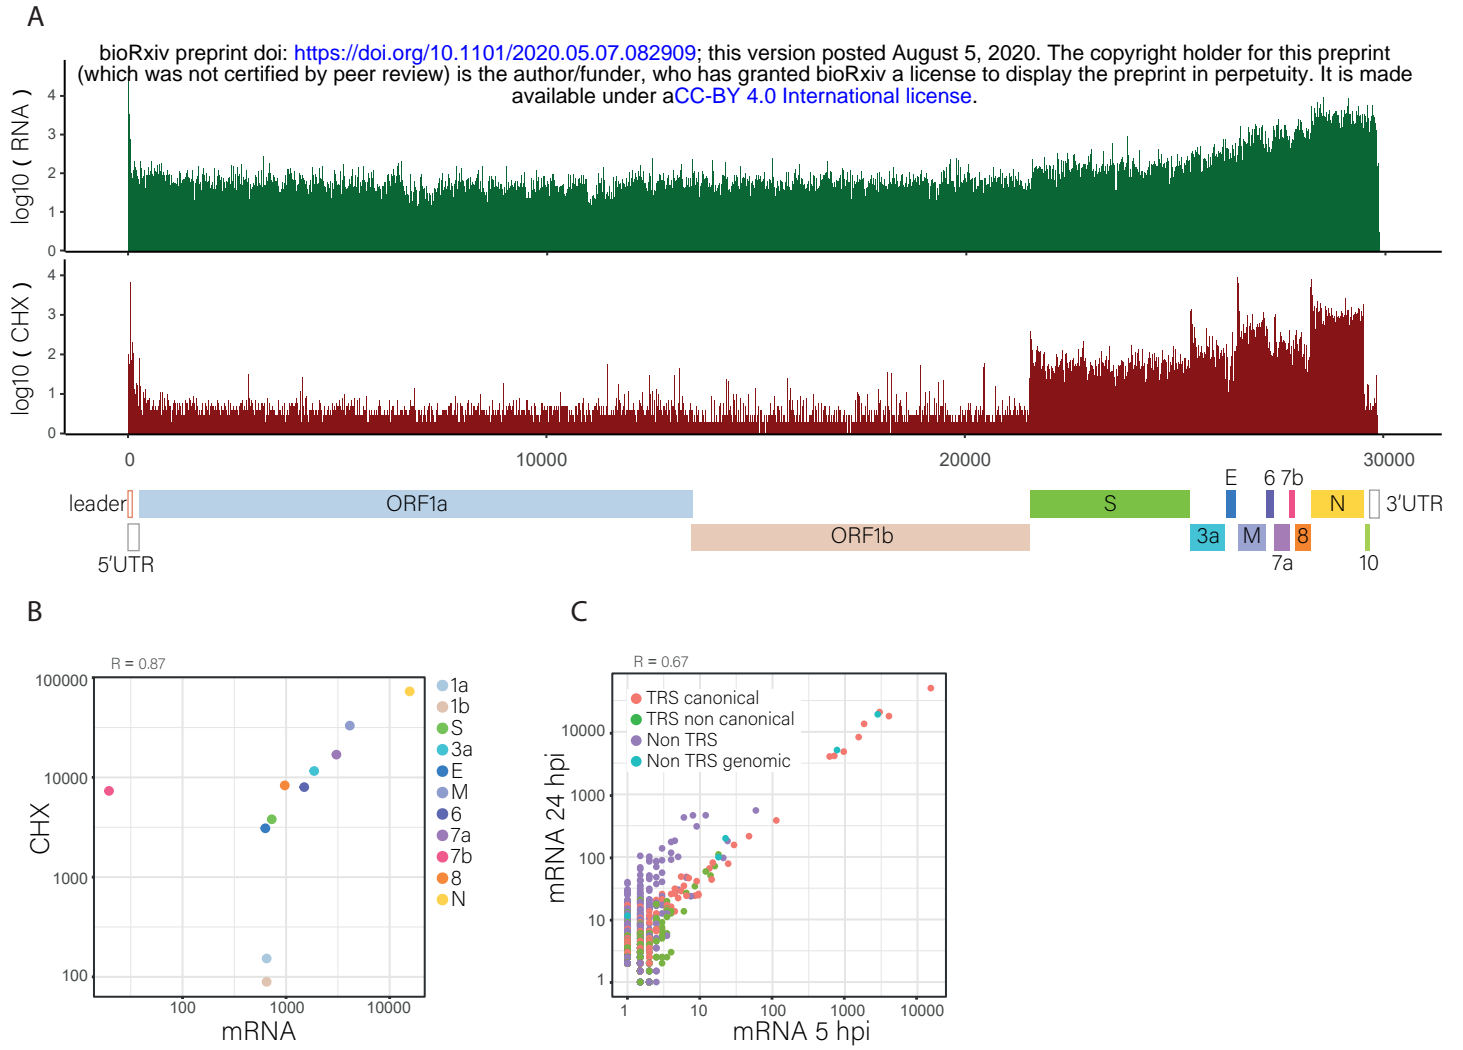 A
bioRxiv preprint doi: https://doi.org/10.1101/2020.05.07.082909; this version posted August 5, 2020. The copyright holder for this preprint
(which was not certified by peer review) is the author/funder, who has granted bioRxiv a license to display the preprint in perpetuity. It is made
available under aCC-BY 4.0 International license.
log10 ( RNA )
4
3
2
1
0
log10 ( CHX )
4
3
2
1
0
0 10000 20000 30000
E 6 7b
leader ORF1a S N 3'UTR
ORF1b 3a M 8
5'UTR 7a 10
B
R = 0.87
CHX
100000
10000
1000
100
100 1000 10000
mRNA
1a
1b
S
3a
E
M
6
7a
7b
8
N
C
R = 0.67
TRS canonical
TRS non canonical
Non TRS
Non TRS genomic
mRNA 24 hpi
10000
1000
100
10
1
1 10 100 1000 10000
mRNA 5 hpi